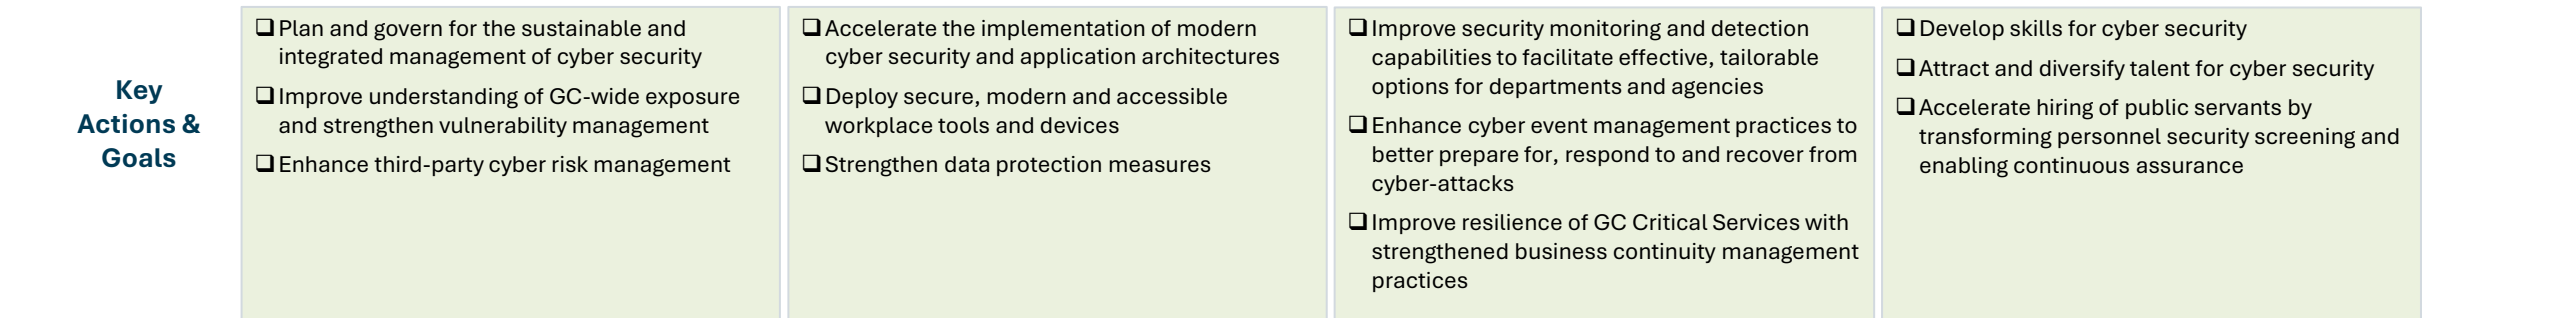 Key
Actions &
Goals
❑Plan and govern for the sustainable and
integrated management of cyber security
❑Improve understanding of GC-wide exposure
and strengthen vulnerability management
❑Enhance third-party cyber risk management
❑Accelerate the implementation of modern
cyber security and application architectures
❑Deploy secure, modern and accessible
workplace tools and devices
❑Strengthen data protection measures
❑Improve security monitoring and detection
capabilities to facilitate effective, tailorable
options for departments and agencies
❑Enhance cyber event management practices to
better prepare for, respond to and recover from
cyber-attacks
❑Improve resilience of GC Critical Services with
strengthened business continuity management
practices
❑Develop skills for cyber security
❑Attract and diversify talent for cyber security
❑Accelerate hiring of public servants by
transforming personnel security screening and
enabling continuous assurance